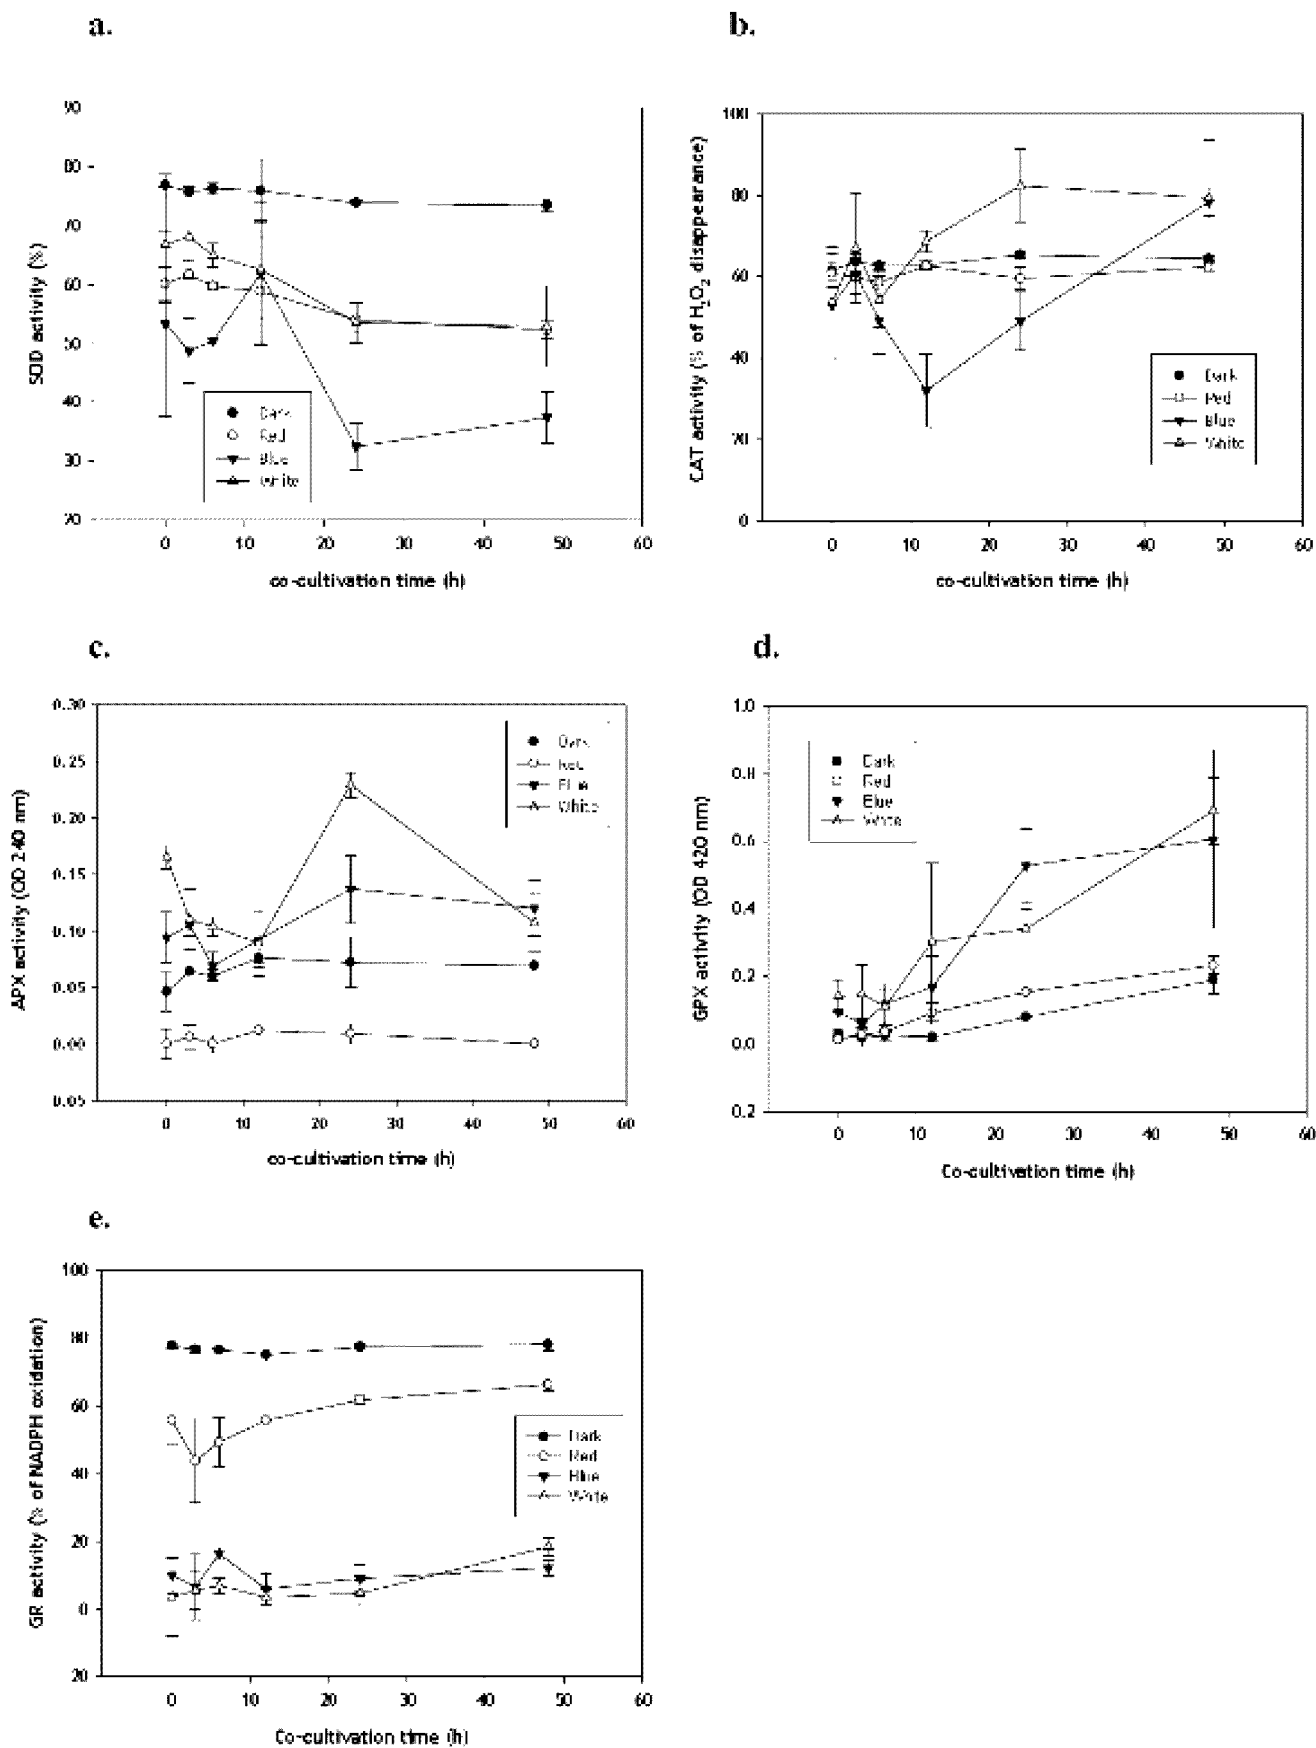 a.
90
80
70
60
50
40
30
20
SOD activity (%)
Dark
Red
Blue
White
0 10 20 30 40 50 60
co-cultivation time (h)
b.
100
80
60
40
20
0
CAT activity (% of H2O2 disappearance)
Dark
Red
Blue
White
0 10 20 30 40 50 60
co-cultivation time (h)
c.
0.30
0.25
0.20
0.15
0.10
0.05
0.00
0.05
APX activity (OD 240 nm)
Dark
Red
Blue
White
0 10 20 30 40 50 60
co-cultivation time (h)
d.
1.0
0.8
0.6
0.4
0.2
0.0
0.2
GPX activity (OD 420 nm)
Dark
Red
Blue
White
0 10 20 30 40 50 60
Co-cultivation time (h)
e.
100
80
60
40
20
0
20
GR activity (% of NADPH oxidation)
Dark
Red
Blue
White
0 10 20 30 40 50 60
Co-cultivation time (h)